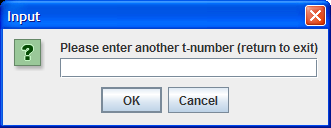 Input
?
Please enter another t-number (return to exit)
OK Cancel